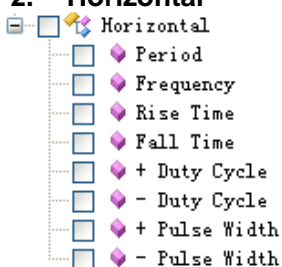 2. Horizontal
Horizontal
Period
Frequency
Rise Time
Fall Time
+ Duty Cycle
- Duty Cycle
+ Pulse Width
- Pulse Width